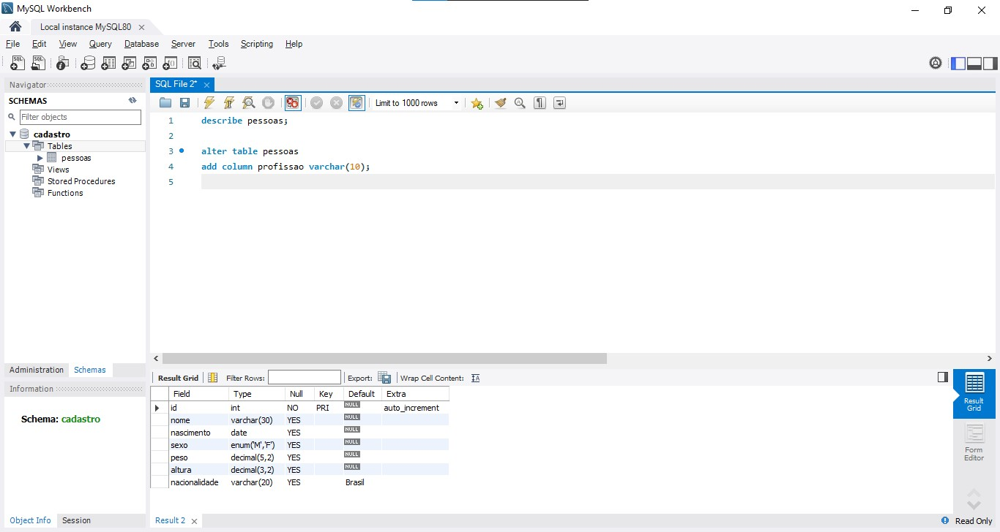 MySQL Workbench
Local instance MySQL80
File Edit View Query Database Server Tools Scripting Help
Navigator
SCHEMAS
Filter objects
cadastro
Tables
pessoas
Views
Stored Procedures
Functions
Administration Schemas
Information
Schema: cadastro
Object Info Session
SQL File 2*
Limit to 1000 rows
1 describe pessoas;
2
3 alter table pessoas
4 add column profissao varchar(10);
5
Result Grid Filter Rows: Export: Wrap Cell Content:
Field Type Null Key Default Extra
id int NO PRI NULL auto_increment
nome varchar(30) YES NULL
nascimento date YES NULL
sexo enum('M','F') YES NULL
peso decimal(5,2) YES NULL
altura decimal(3,2) YES NULL
nacionalidade varchar(20) YES Brasil
Result
Grid
Form
Editor
Result 2
Read Only